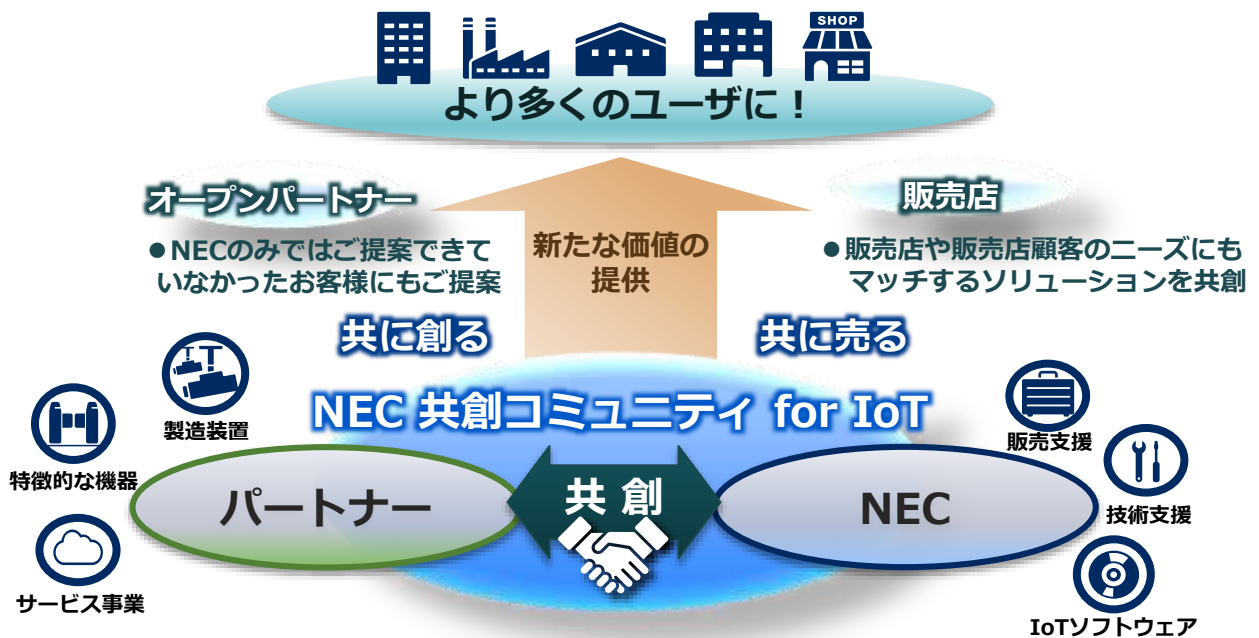 SHOP
より多くのユーザに！
オープンパートナー
●NECのみではご提案できて
いなかったお客様にもご提案
新たな価値の
提供
販売店
●販売店や販売店顧客のニーズにも
マッチするソリューションを共創
共に創る
共に売る
NEC 共創コミュニティ for IoT
製造装置
特徴的な機器
サービス事業
パートナー
共 創
NEC
販売支援
技術支援
IoTソフトウェア